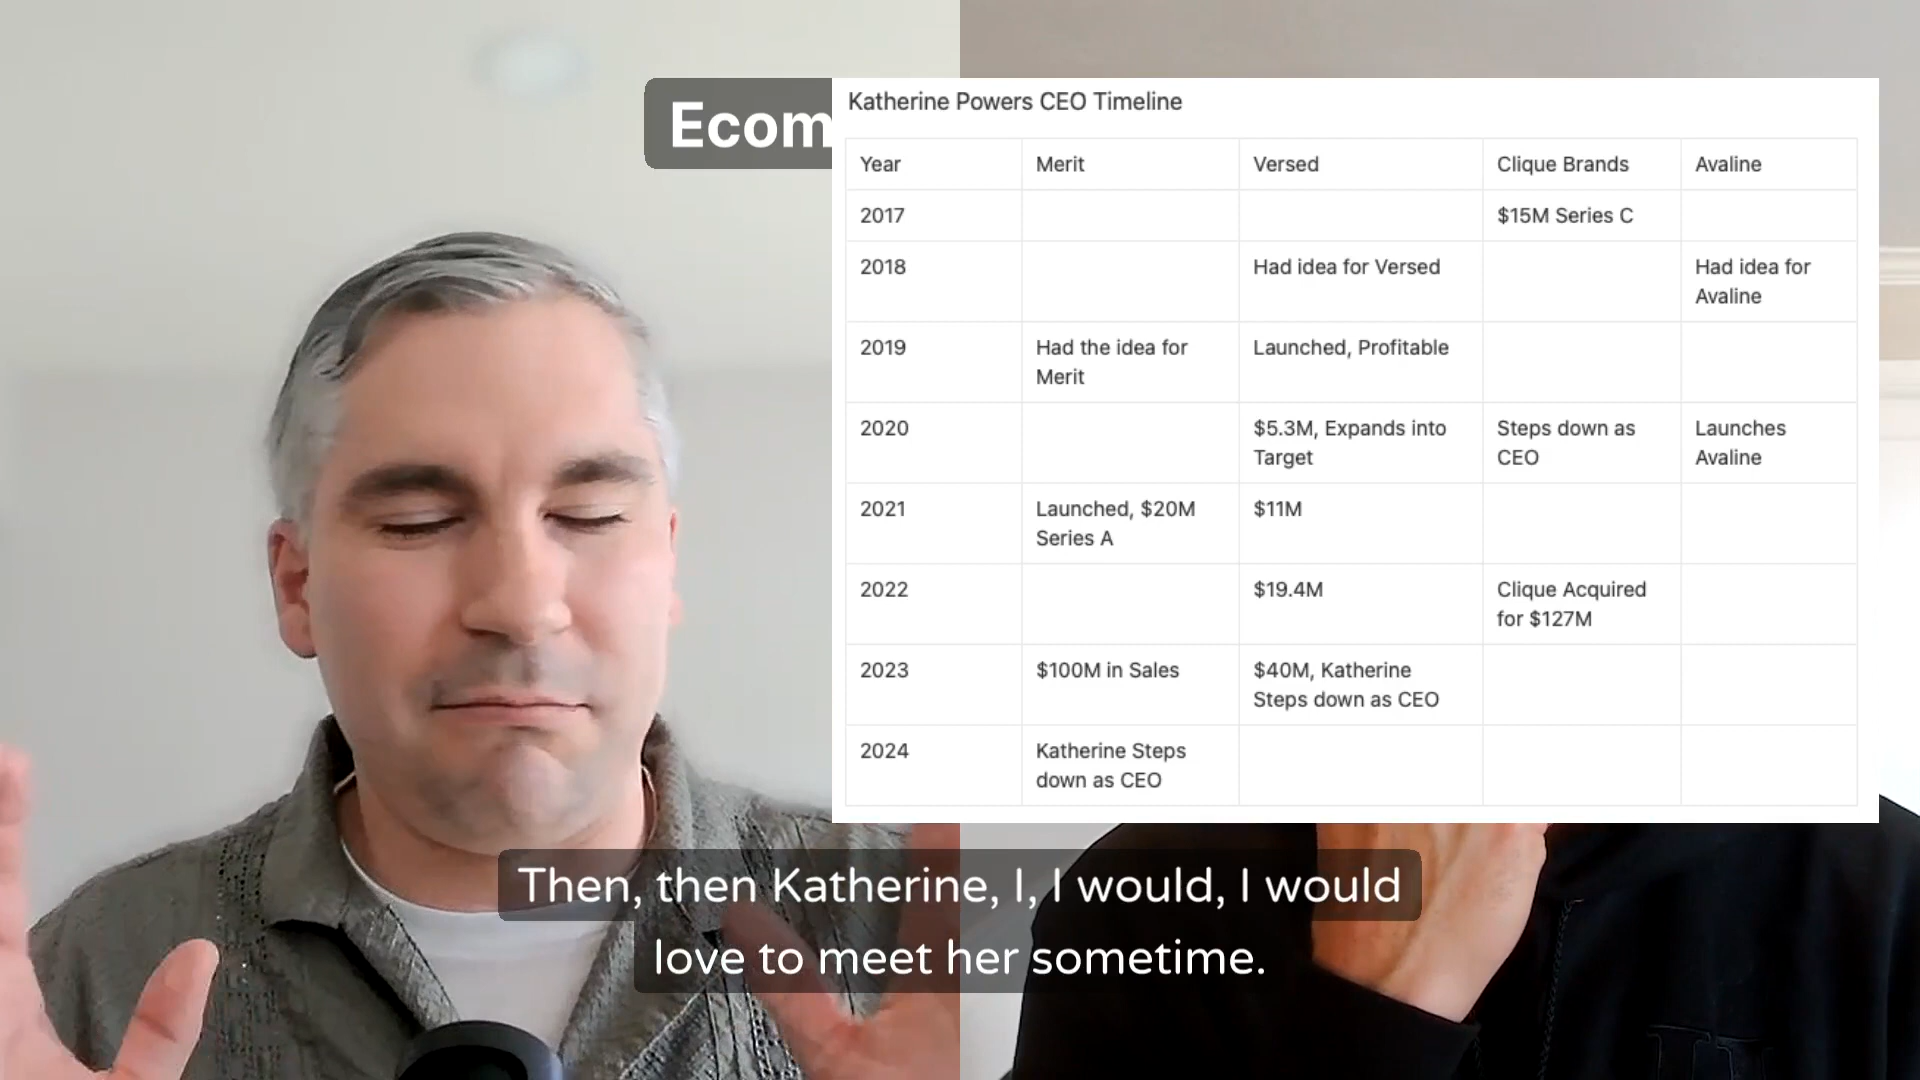 Ecom
Katherine Powers CEO Timeline
Year Merit Versed Clique Brands Avaline
2017 $15M Series C
2018 Had idea for Versed Had idea for
Avaline
2019 Had the idea for Launched, Profitable
Merit
2020 $5.3M, Expands into Steps down as Launches
Target CEO Avaline
2021 Launched, $20M $11M
Series A
2022 $19.4M Clique Acquired
for $127M
2023 $100M in Sales $40M, Katherine
Steps down as CEO
2024 Katherine Steps
down as CEO
Then, then Katherine, I, I would, I would
love to meet her sometime.